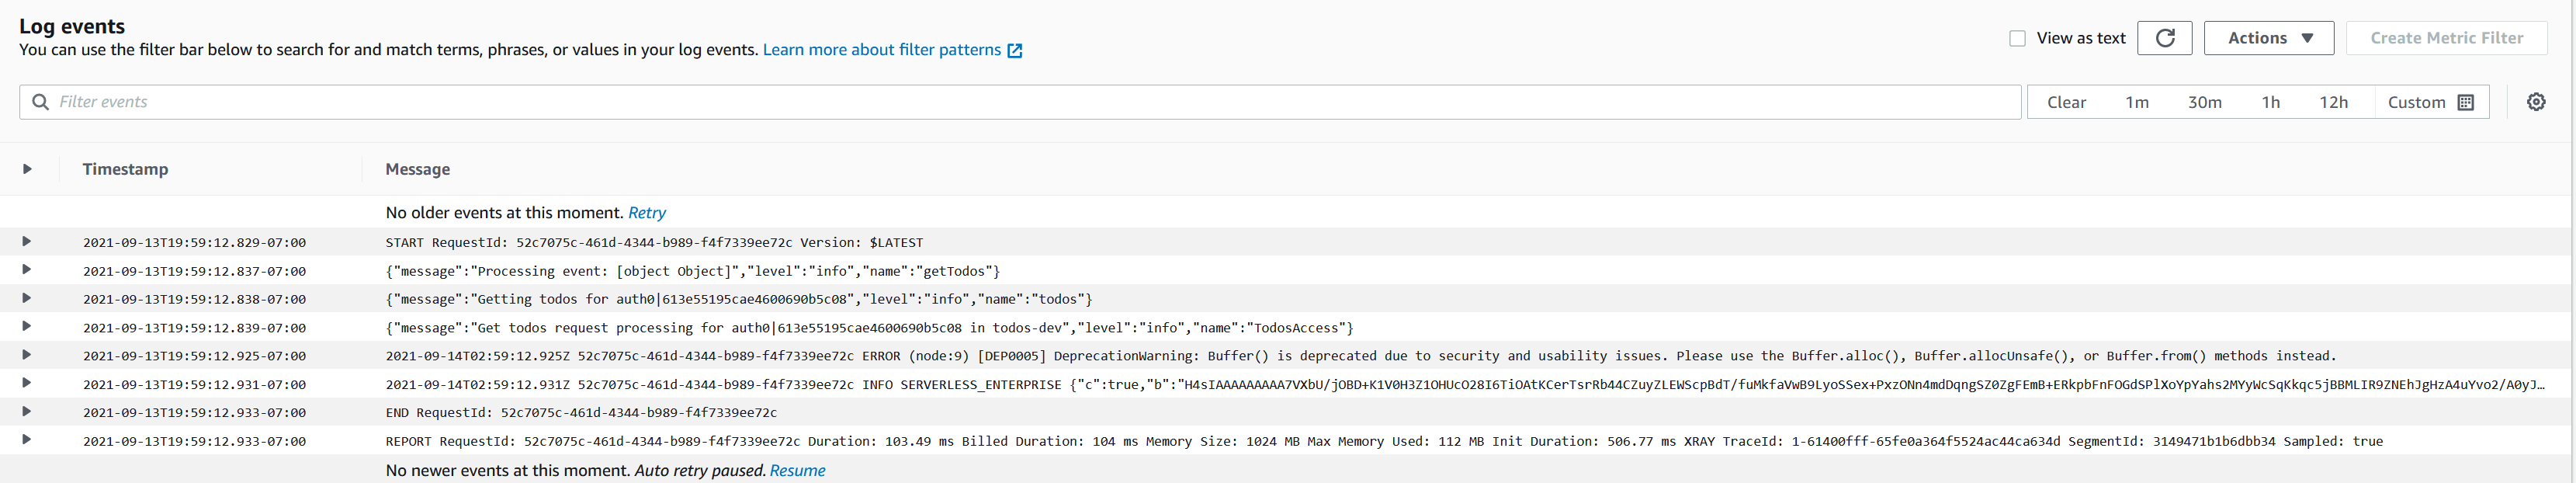 Log events
You can use the filter bar below to search for and match terms, phrases, or values in your log events. Learn more about filter patterns
View as text
Actions
Create Metric Filter
Filter events
Clear 1m 30m 1h 12h Custom
Timestamp Message
No older events at this moment. Retry
2021-09-13T19:59:12.829-07:00 START RequestId: 52c7075c-461d-4344-b989-f4f7339ee72c Version: $LATEST
2021-09-13T19:59:12.837-07:00 {"message":"Processing event: [object Object]","level":"info","name":"getTodos"}
2021-09-13T19:59:12.838-07:00 {"message":"Getting todos for auth0|613e55195cae4600690b5c08","level":"info","name":"todos"}
2021-09-13T19:59:12.839-07:00 {"message":"Get todos request processing for auth0|613e55195cae4600690b5c08 in todos-dev","level":"info","name":"TodosAccess"}
2021-09-13T19:59:12.925-07:00 2021-09-14T02:59:12.925Z 52c7075c-461d-4344-b989-f4f7339ee72c ERROR (node:9) [DEP0005] DeprecationWarning: Buffer() is deprecated due to security and usability issues. Please use the Buffer.alloc(), Buffer.allocUnsafe(), or Buffer.from() methods instead.
2021-09-13T19:59:12.931-07:00 2021-09-14T02:59:12.931Z 52c7075c-461d-4344-b989-f4f7339ee72c INFO SERVERLESS_ENTERPRISE {"c":true,"b":"H4sIAAAAAAAAA7VXbU/jOBD+K1V0H3Z1OHUcO28I6TiOAtKCerTsrRb44CZuyZLEWScpBdT/fuMkfaVwB9LyoSSex+PxzONn4mdDqngSZ0ZgFEmB+ERkpbFnFOGdSPlXoYpYahs2MYyWcSqKkqc5jBBMLIR9ZNEhJgHzA4uYvo2/A0yJ…
2021-09-13T19:59:12.933-07:00 END RequestId: 52c7075c-461d-4344-b989-f4f7339ee72c
2021-09-13T19:59:12.933-07:00 REPORT RequestId: 52c7075c-461d-4344-b989-f4f7339ee72c Duration: 103.49 ms Billed Duration: 104 ms Memory Size: 1024 MB Max Memory Used: 112 MB Init Duration: 506.77 ms XRAY TraceId: 1-61400fff-65fe0a364f5524ac44ca634d SegmentId: 3149471b1b6dbb34 Sampled: true
No newer events at this moment. Auto retry paused. Resume